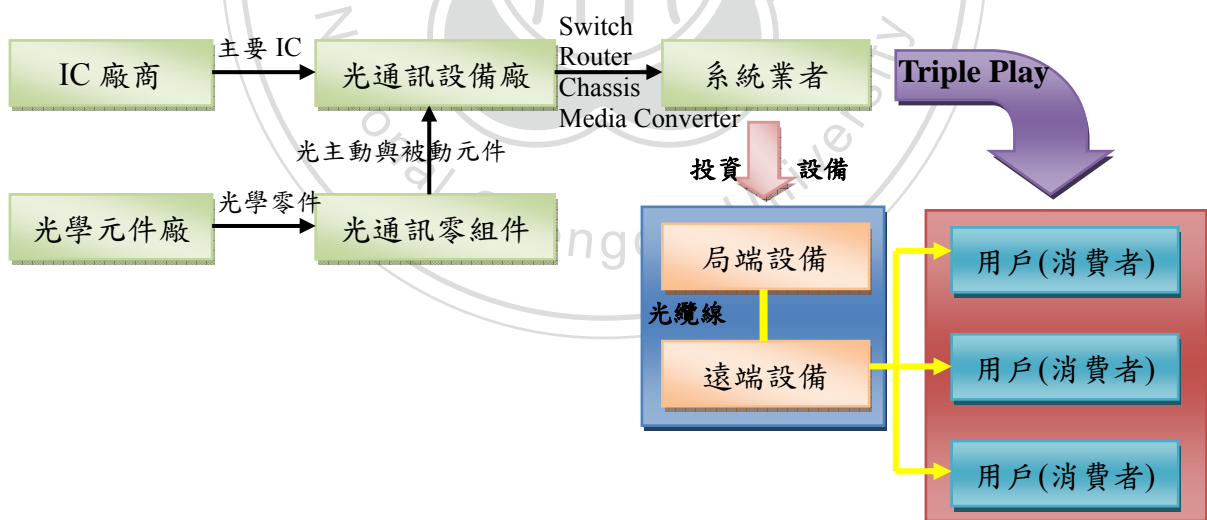 IC 廠商
主要 IC
光通訊設備廠
Switch
Router
Chassis
Media Converter
系統業者
Triple Play
光主動與被動元件
投資 設備
光學元件廠
光學零件
光通訊零組件
局端設備
光纜線
遠端設備
用戶(消費者)
用戶(消費者)
用戶(消費者)